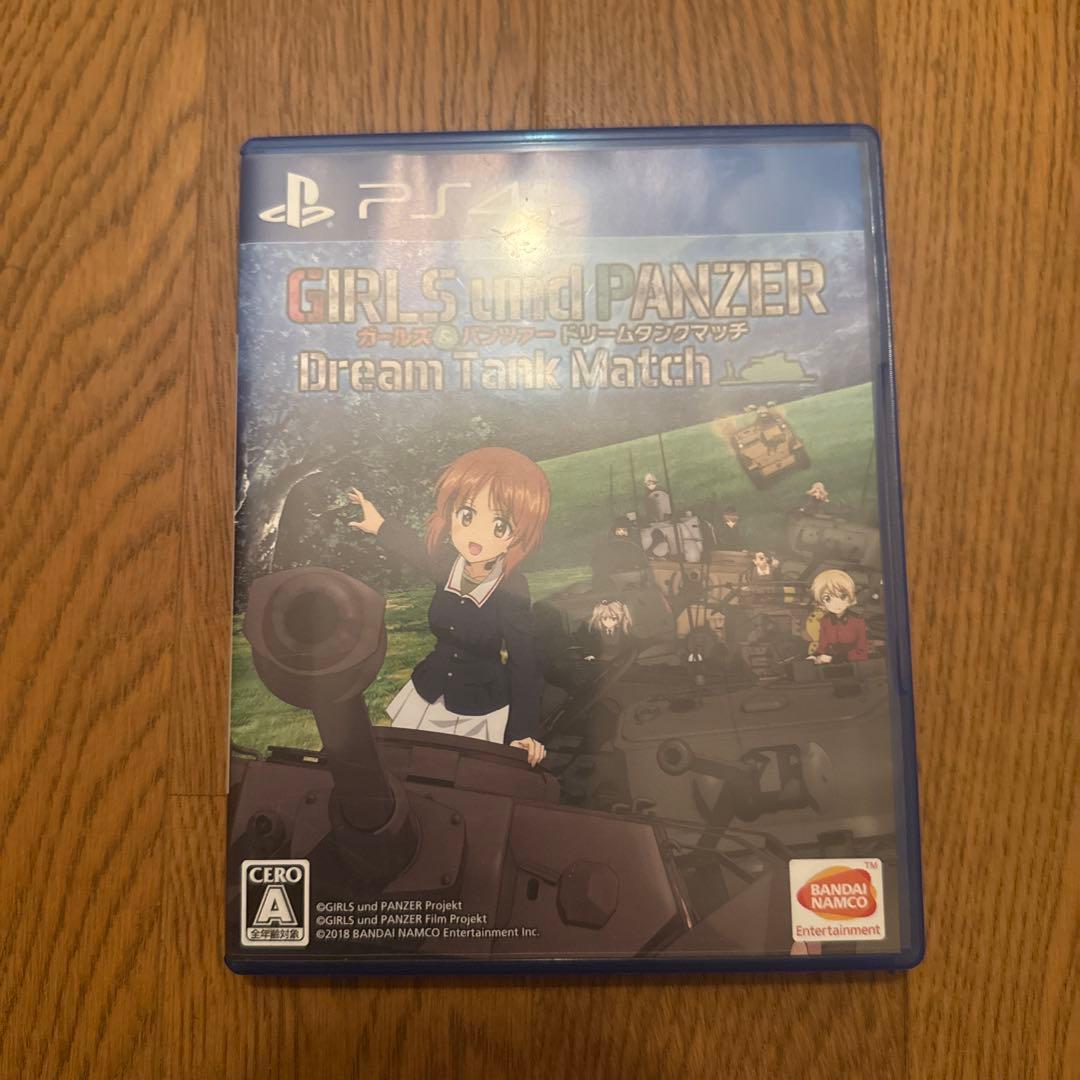 PS4
GIRLS und PANZER
ガールズ&パンツァー ドリームタンクマッチ
Dream Tank Match
CERO
A
全年齢対象
©GIRLS und PANZER Projekt
©GIRLS und PANZER Film Projekt
©2018 BANDAI NAMCO Entertainment Inc.
TM
BANDAI
NAMCO
Entertainment